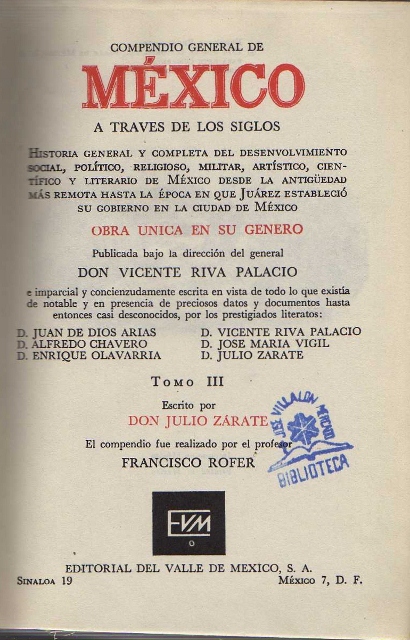 COMPENDIO GENERAL DE
MÉXICO
A TRAVES DE LOS SIGLOS
HISTORIA GENERAL Y COMPLETA DEL DESENVOLVIMIENTO
SOCIAL, POLÍTICO, RELIGIOSO, MILITAR, ARTÍSTICO, CIEN-
TÍFICO Y LITERARIO DE MÉXICO DESDE LA ANTIGÜEDAD
MÁS REMOTA HASTA LA ÉPOCA EN QUE JUÁREZ ESTABLECIÓ
SU GOBIERNO EN LA CIUDAD DE MÉXICO
OBRA UNICA EN SU GENERO
Publicada bajo la dirección del general
DON VICENTE RIVA PALACIO
e imparcial y concienzudamente escrita en vista de todo lo que existía
de notable y en presencia de preciosos datos y documentos hasta
entonces casi desconocidos, por los prestigiados literatos:
D. JUAN DE DIOS ARIAS D. VICENTE RIVA PALACIO
D. ALFREDO CHAVERO D. JOSE MARIA VIGIL
D. ENRIQUE OLAVARRIA D. JULIO ZARATE
TOMO III
Escrito por
DON JULIO ZÁRATE
El compendio fue realizado por el profesor
FRANCISCO ROFER
JOSE VILLALON MERCADO
BIBLIOTECA
EVM
EDITORIAL DEL VALLE DE MEXICO, S. A.
SINALOA 19 MÉXICO 7, D. F.